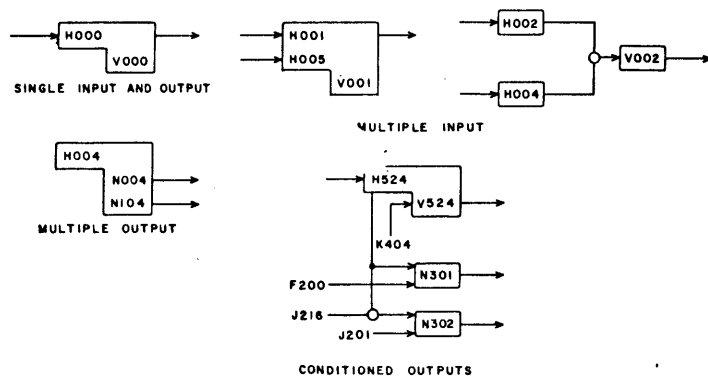 H000
V000
SINGLE INPUT AND OUTPUT
H001
H005
V001
H002
H004
V002
MULTIPLE INPUT
H004
N004
N104
MULTIPLE OUTPUT
H524
V524
K404
F200
N301
J216
J201
N302
CONDITIONED OUTPUTS